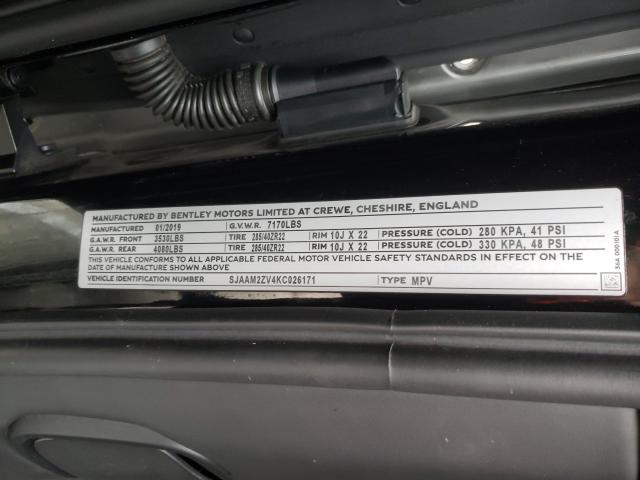 MANUFACTURED BY BENTLEY MOTORS LIMITED AT CREWE, CHESHIRE, ENGLAND
MANUFACTURED 01/2019 G.V.W.R. 7170LBS
G.A.W.R. FRONT 3530LBS TIRE 285/40ZR22 RIM 10J X 22 PRESSURE (COLD) 280 KPA, 41 PSI
G.A.W.R. REAR 4080LBS TIRE 285/40ZR22 RIM 10J X 22 PRESSURE (COLD) 330 KPA, 48 PSI
THIS VEHICLE CONFORMS TO ALL APPLICABLE FEDERAL MOTOR VEHICLE SAFETY STANDARDS IN EFFECT ON THE DATE OF
MANUFACTURE SHOWN ABOVE
VEHICLE IDENTIFICATION NUMBER SJAAM2ZV4KC026171 TYPE MPV
36A 000101A